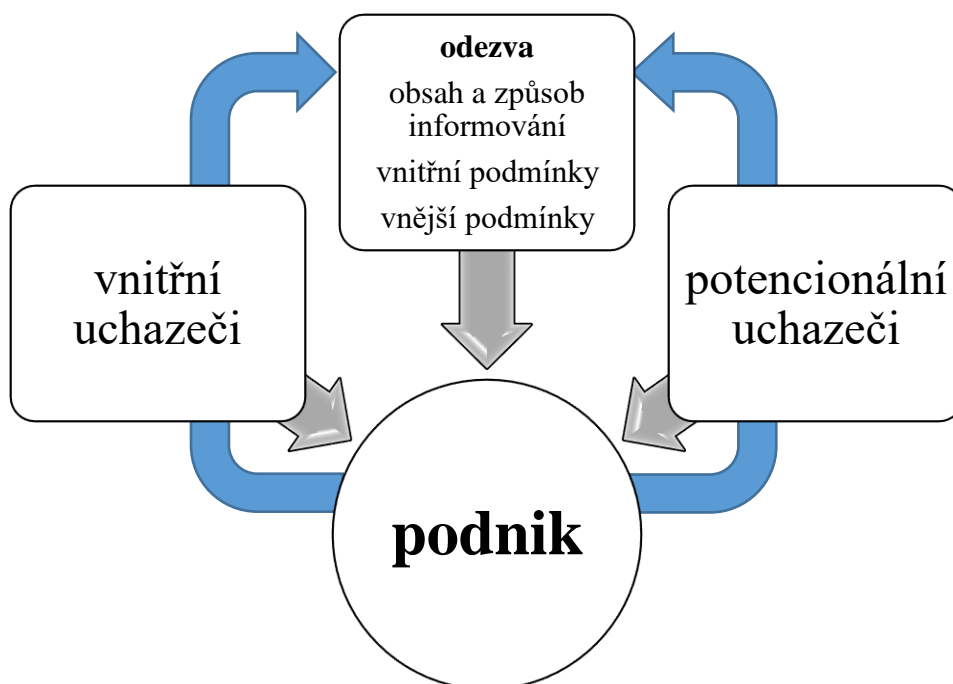 odezva
obsah a způsob
informování
vnitřní podmínky
vnější podmínky
vnitřní
uchazeči
potencionální
uchazeči
podnik